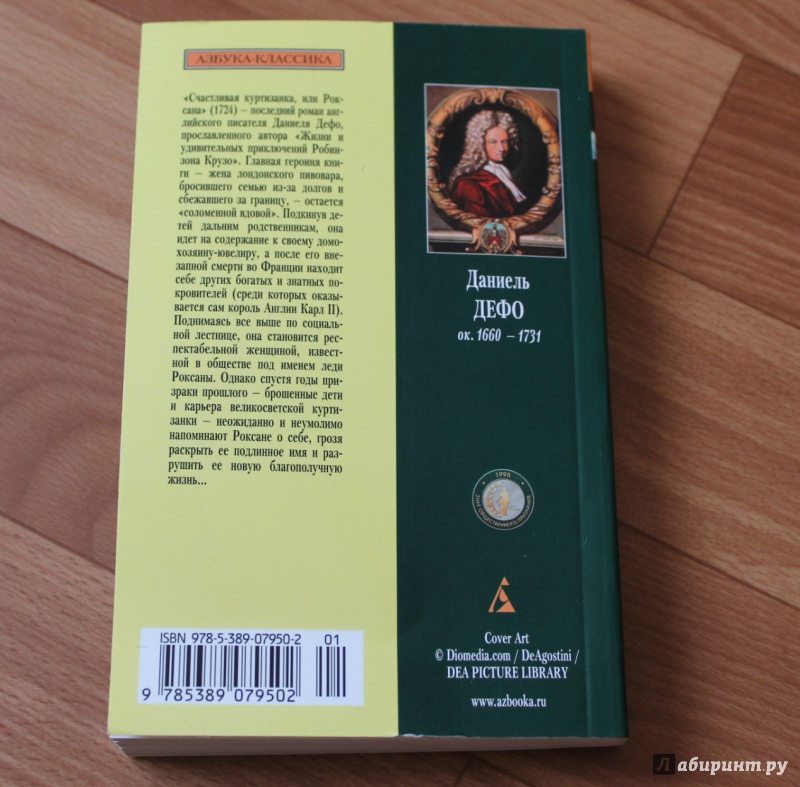 АЗБУКА-КЛАССИКА
«Счастливая куртизанка, или Рок-
сана» (1724) – последний роман анг-
лийского писателя Даниеля Дефо,
прославленного автора «Жизни и
удивительных приключений Робин-
зона Крузо». Главная героиня кни-
ги – жена лондонского пивовара,
бросившего семью из-за долгов и
сбежавшего за границу, – остается
«соломенной вдовой». Подкинув де-
тей дальним родственникам, она
идет на содержание к своему домо-
хозяину-ювелиру, а после его вне-
запной смерти во Франции находит
себе других богатых и знатных по-
кровителей (среди которых оказы-
вается сам король Англии Карл II).
Поднимаясь все выше по социаль-
ной лестнице, она становится рес-
пектабельной женщиной, извест-
ной в обществе под именем леди
Роксаны. Однако спустя годы при-
зраки прошлого – брошенные дети
и карьера великосветской курти-
занки – неожиданно и неумолимо
напоминают Роксане о себе, грозя
раскрыть ее подлинное имя и раз-
рушить ее новую благополучную
жизнь...
ISBN 978-5-389-07950-2 01
9 785389 079502
Даниель
ДЕФО
ок. 1660 – 1731
1998
ЗНАК ОБЩЕСТВЕННОГО ПРИЗНАНИЯ
Cover Art
© Diomedia.com / DeAgostini /
DEA PICTURE LIBRARY
www.azbooka.ru
Лабиринт.ру